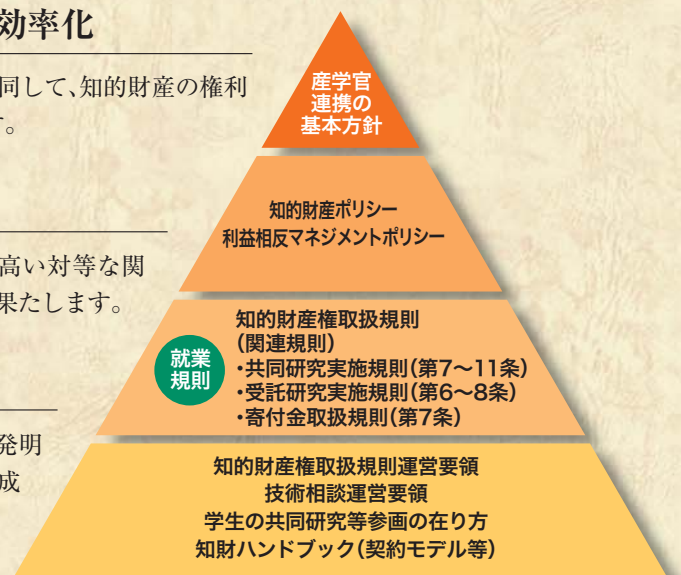 効率化
同して、知的財産の権利
す。
高い対等な関
果たします。
発明
成
産学官
連携の
基本方針
知的財産ポリシー
利益相反マネジメントポリシー
就業
規則
知的財産権取扱規則
(関連規則)
・共同研究実施規則(第7〜11条)
・受託研究実施規則(第6〜8条)
・寄付金取扱規則(第7条)
知的財産権取扱規則運営要領
技術相談運営要領
学生の共同研究等参画の在り方
知財ハンドブック(契約モデル等)